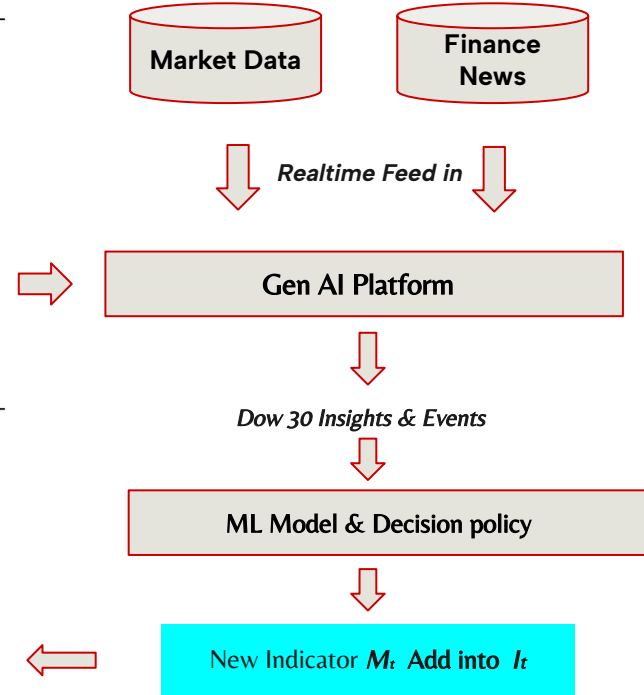 Market Data
Finance
News
Realtime Feed in
Gen AI Platform
Dow 30 Insights & Events
ML Model & Decision policy
New Indicator Mₜ Add into Iₜ